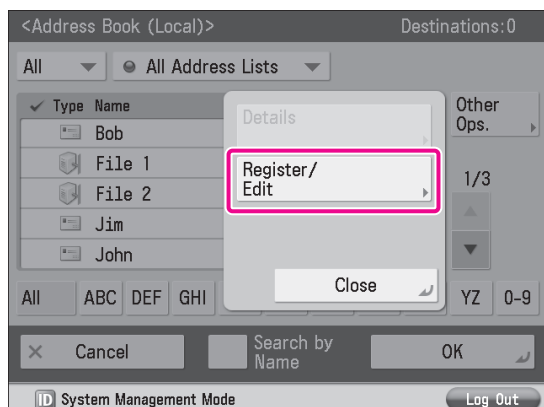 <Address Book (Local)> Destinations:0
All All Address Lists
Type Name
Other
Ops.
Bob
File 1
File 2
Jim
John
Details
Register/
Edit
Close
1/3
All ABC DEF GHI YZ 0-9
Cancel Search by
Name
OK
ID System Management Mode Log Out